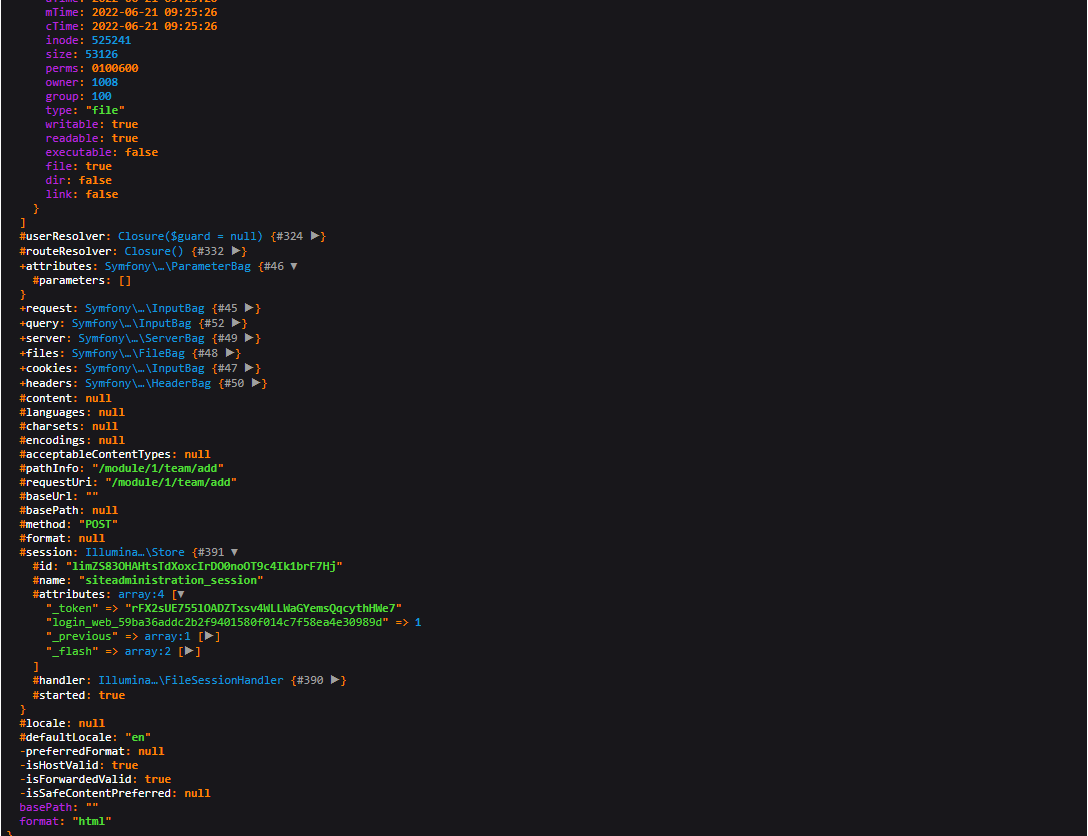 mTime: 2022-06-21 09:25:26
cTime: 2022-06-21 09:25:26
inode: 525241
size: 53126
perms: 0100600
owner: 1008
group: 100
type: "file"
writable: true
readable: true
executable: false
file: true
dir: false
link: false
}
]
#userResolver: Closure($guard = null) {#324 ▶}
#routeResolver: Closure() {#332 ▶}
+attributes: Symfony\…\ParameterBag {#46 ▼
#parameters: []
}
+request: Symfony\…\InputBag {#45 ▶}
+query: Symfony\…\InputBag {#52 ▶}
+server: Symfony\…\ServerBag {#49 ▶}
+files: Symfony\…\FileBag {#48 ▶}
+cookies: Symfony\…\InputBag {#47 ▶}
+headers: Symfony\…\HeaderBag {#50 ▶}
#content: null
#languages: null
#charsets: null
#encodings: null
#acceptableContentTypes: null
#pathInfo: "/module/1/team/add"
#requestUri: "/module/1/team/add"
#baseUrl: ""
#basePath: null
#method: "POST"
#format: null
#session: Illumina…\Store {#391 ▼
#id: "limZS83OHAHtsTdXoxcIrDO0noOT9c4Ik1brF7Hj"
#name: "siteadministration_session"
#attributes: array:4 [▼
"_token" => "rFX2sUE755lOADZTxsv4WLLWaGYemsQqcythHWe7"
"login_web_59ba36addc2b2f9401580f014c7f58ea4e30989d" => 1
"_previous" => array:1 [▶]
"_flash" => array:2 [▶]
]
#handler: Illumina…\FileSessionHandler {#390 ▶}
#started: true
}
#locale: null
#defaultLocale: "en"
-preferredFormat: null
-isHostValid: true
-isForwardedValid: true
-isSafeContentPreferred: null
basePath: ""
format: "html"